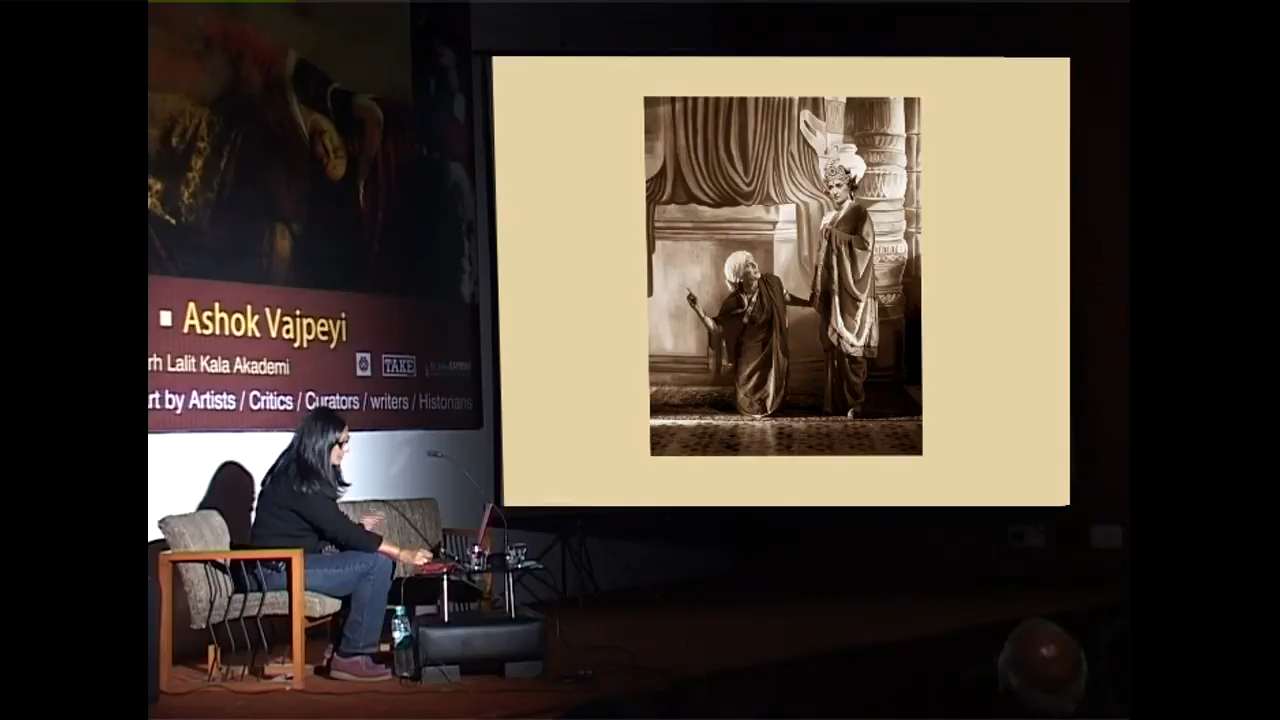 Ashok Vajpeyi
rh Lalit Kala Akademi
TAKE
rt by Artists / Critics / Curators / writers / Historians